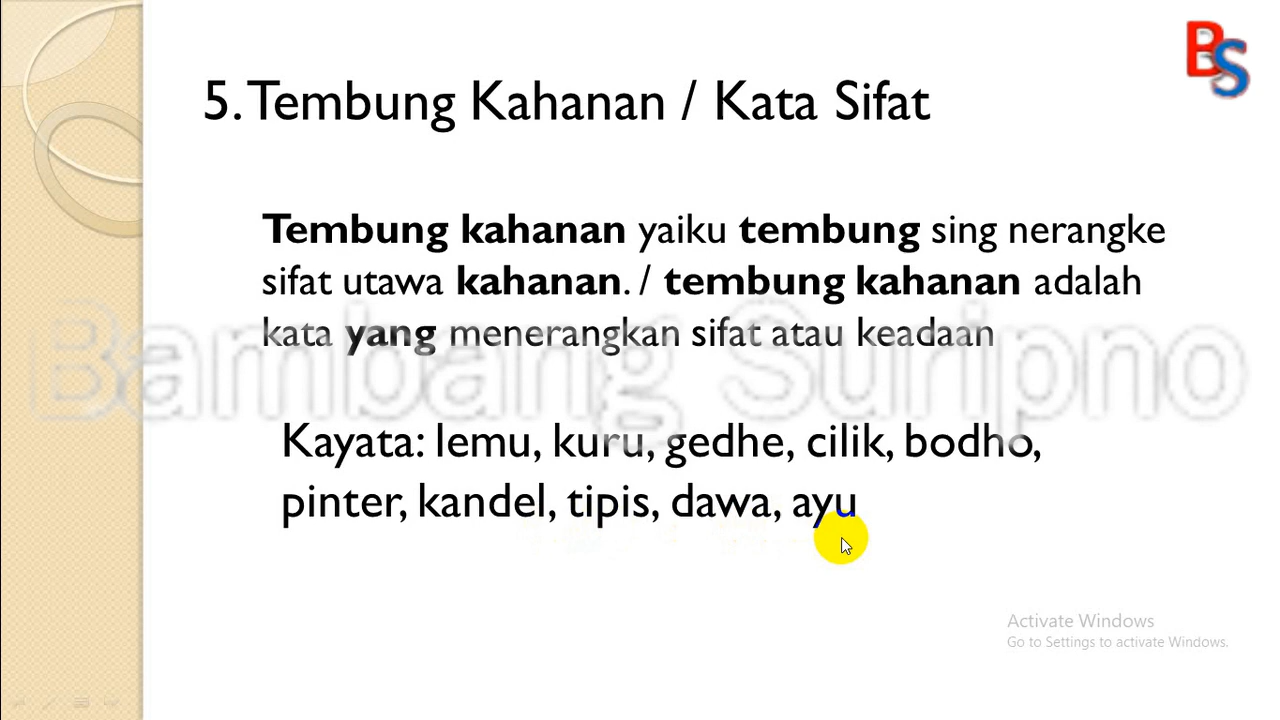 BS
5. Tembung Kahanan / Kata Sifat
Tembung kahanan yaiku tembung sing nerangke
sifat utawa kahanan. / tembung kahanan adalah
kata yang menerangkan sifat atau keadaan
Bambang Suripno
Kayata: lemu, kuru, gedhe, cilik, bodho,
pinter, kandel, tipis, dawa, ayu
Activate Windows
Go to Settings to activate Windows.